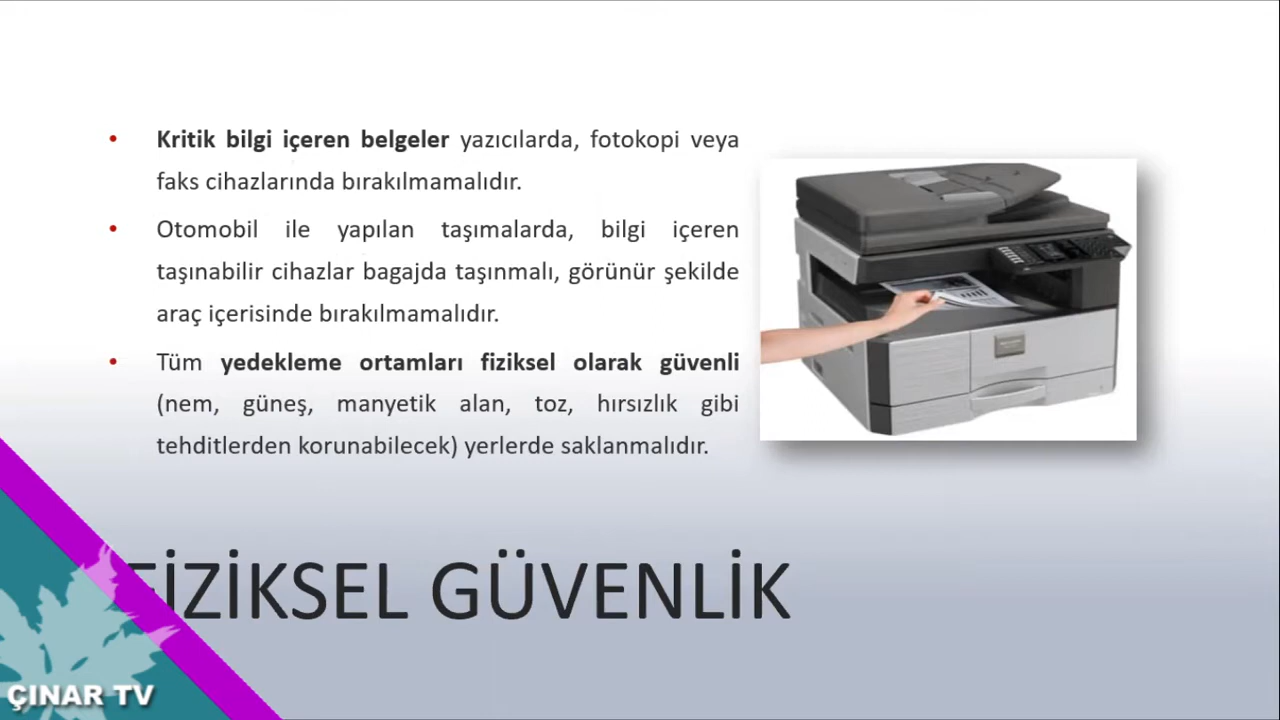 Kritik bilgi içeren belgeler yazıcılarda, fotokopi veya
faks cihazlarında bırakılmamalıdır.
Otomobil ile yapılan taşımalarda, bilgi içeren
taşınabilir cihazlar bagajda taşınmalı, görünür şekilde
araç içerisinde bırakılmamalıdır.
Tüm yedekleme ortamları fiziksel olarak güvenli
(nem, güneş, manyetik alan, toz, hırsızlık gibi
tehditlerden korunabilecek) yerlerde saklanmalıdır.
FİZİKSEL GÜVENLİK
ÇINAR TV